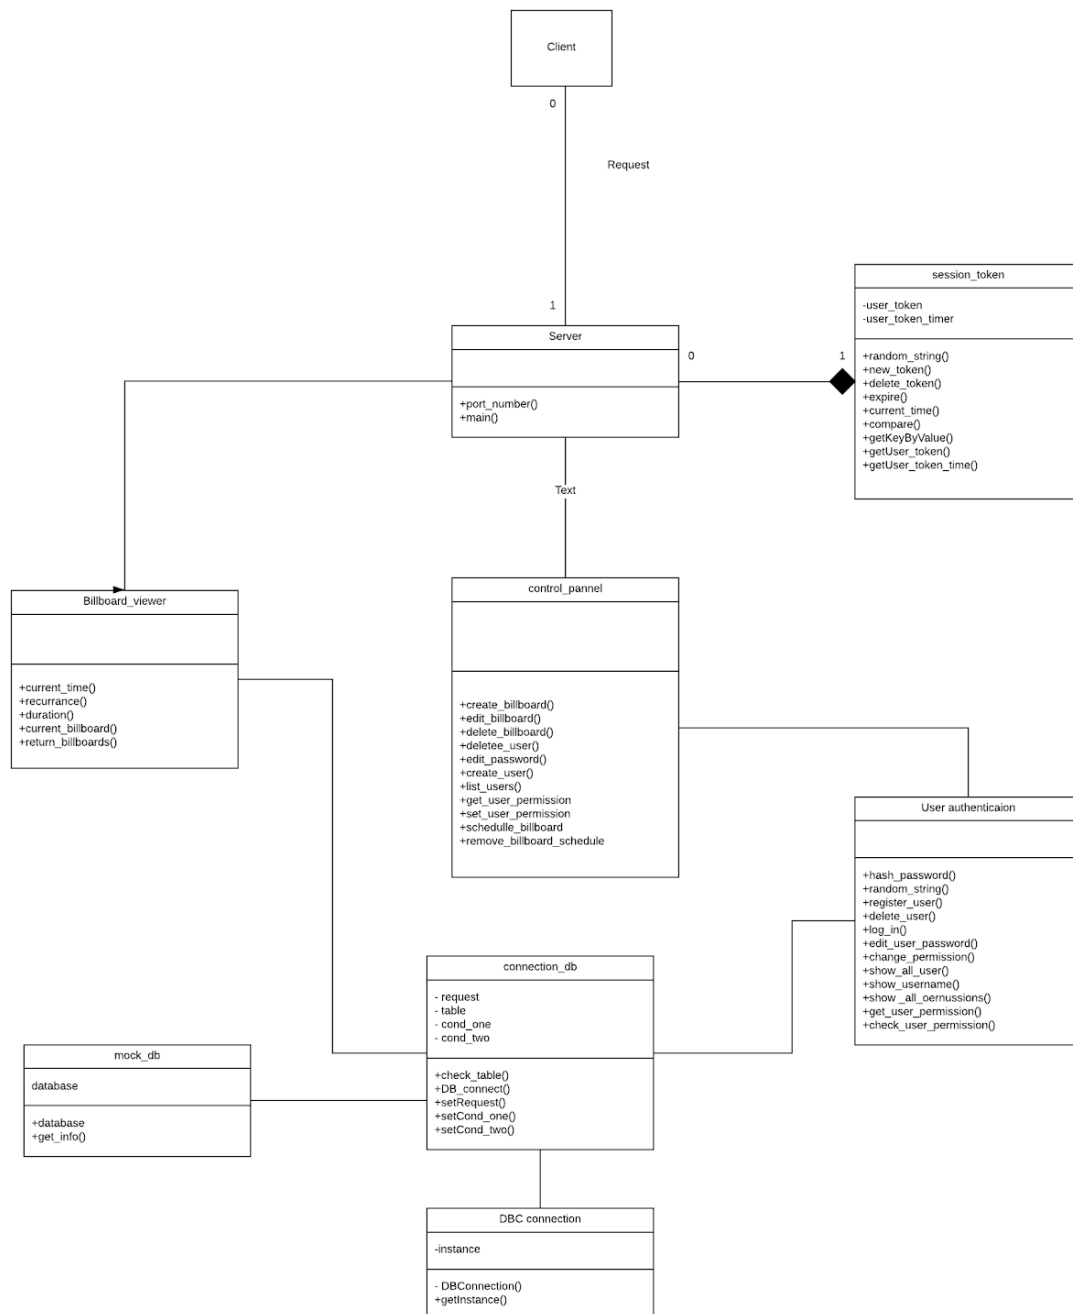 Client
0
Request
1
Server
+port_number()
+main()
0
1
session_token
-user_token
-user_token_timer
+random_string()
+new_token()
+delete_token()
+expire()
+current_time()
+compare()
+getKeyByValue()
+getUser_token()
+getUser_token_time()
Text
Billboard_viewer
+current_time()
+recurrance()
+duration()
+current_billboard()
+return_billboards()
control_pannel
+create_billboard()
+edit_billboard()
+delete_billboard()
+deletee_user()
+edit_password()
+create_user()
+list_users()
+get_user_permission
+set_user_permission
+schedulle_billboard
+remove_billboard_schedule
User authenticaion
+hash_password()
+random_string()
+register_user()
+delete_user()
+log_in()
+edit_user_password()
+change_permission()
+show_all_user()
+show_username()
+show _all_oernussions()
+get_user_permission()
+check_user_permission()
connection_db
- request
- table
- cond_one
- cond_two
+check_table()
+DB_connect()
+setRequest()
+setCond_one()
+setCond_two()
mock_db
database
+database
+get_info()
DBC connection
-instance
- DBConnection()
+getInstance()